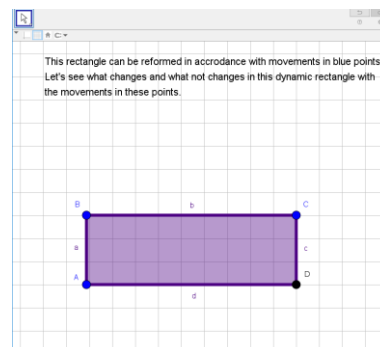 This rectangle can be reformed in accrodance with movements in blue points
Let's see what changes and what not changes in this dynamic rectangle with
the movements in these points.
B
b
C
a
c
A
D
d